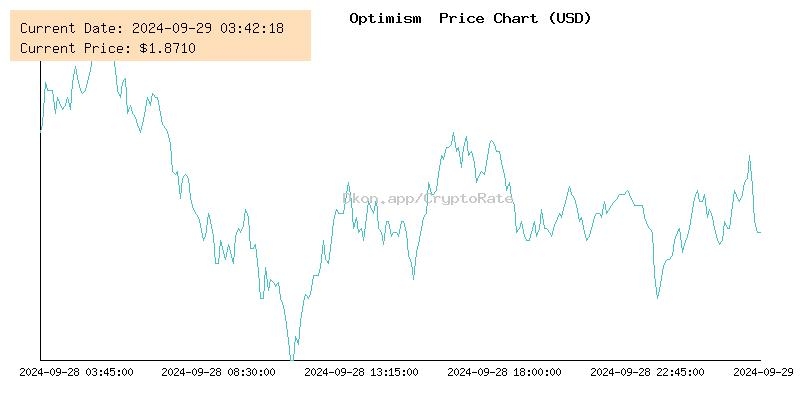 Optimism  Price Chart (USD)
Current Date: 2024-09-29 03:42:18
Current Price: $1.8710
Dkon.app/CryptoRate
2024-09-28 03:45:00 2024-09-28 08:30:00 2024-09-28 13:15:00 2024-09-28 18:00:00 2024-09-28 22:45:00 2024-09-29